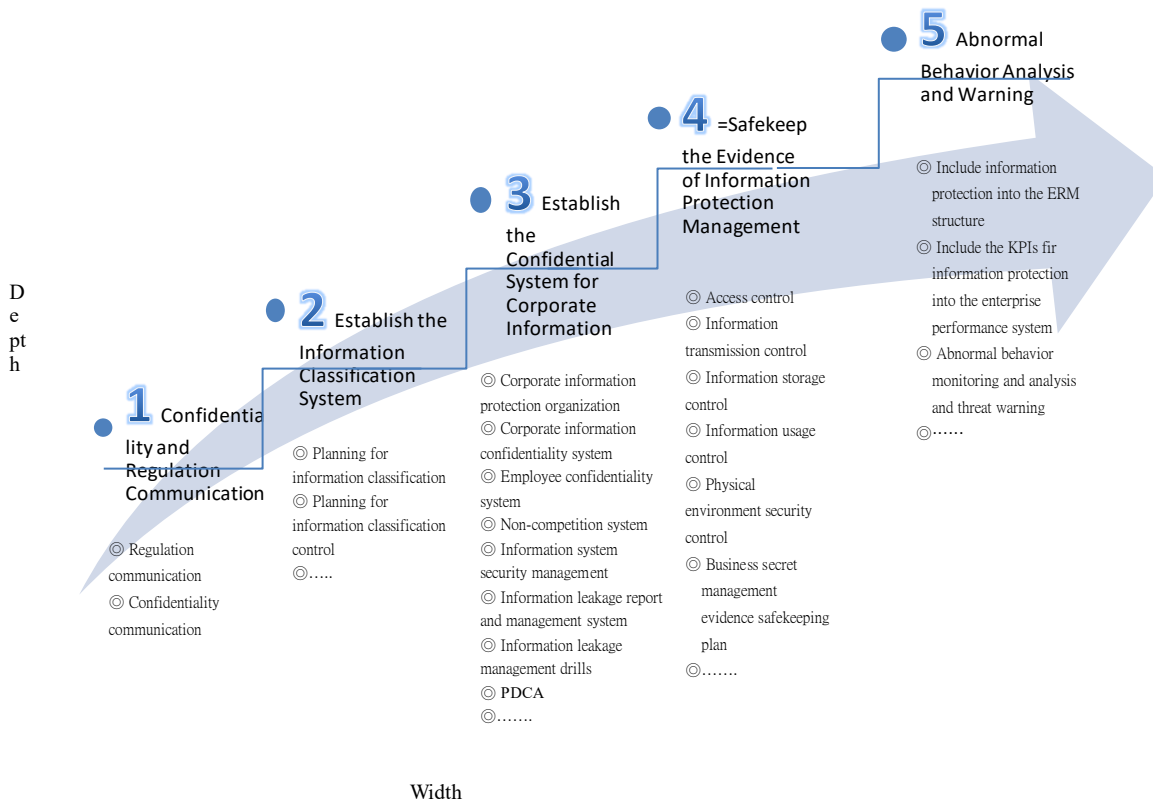 D
e
pt
h
1 Confidentia
lity and
Regulation
Communication
◎ Regulation
communication
◎ Confidentiality
communication
2 Establish the
Information
Classification
System
◎ Planning for
information classification
◎ Planning for
information classification
control
◎…..
3 Establish
the
Confidential
System for
Corporate
Information
◎ Corporate information
protection organization
◎ Corporate information
confidentiality system
◎ Employee confidentiality
system
◎ Non-competition system
◎ Information system
security management
◎ Information leakage report
and management system
◎ Information leakage
management drills
◎ PDCA
◎…….
4 =Safekeep
the Evidence
of Information
Protection
Management
◎ Access control
◎ Information
transmission control
◎ Information storage
control
◎ Information usage
control
◎ Physical
environment security
control
◎ Business secret
management
evidence safekeeping
plan
◎…….
5 Abnormal
Behavior Analysis
and Warning
◎ Include information
protection into the ERM
structure
◎ Include the KPIs fir
information protection
into the enterprise
performance system
◎ Abnormal behavior
monitoring and analysis
and threat warning
◎……
Width